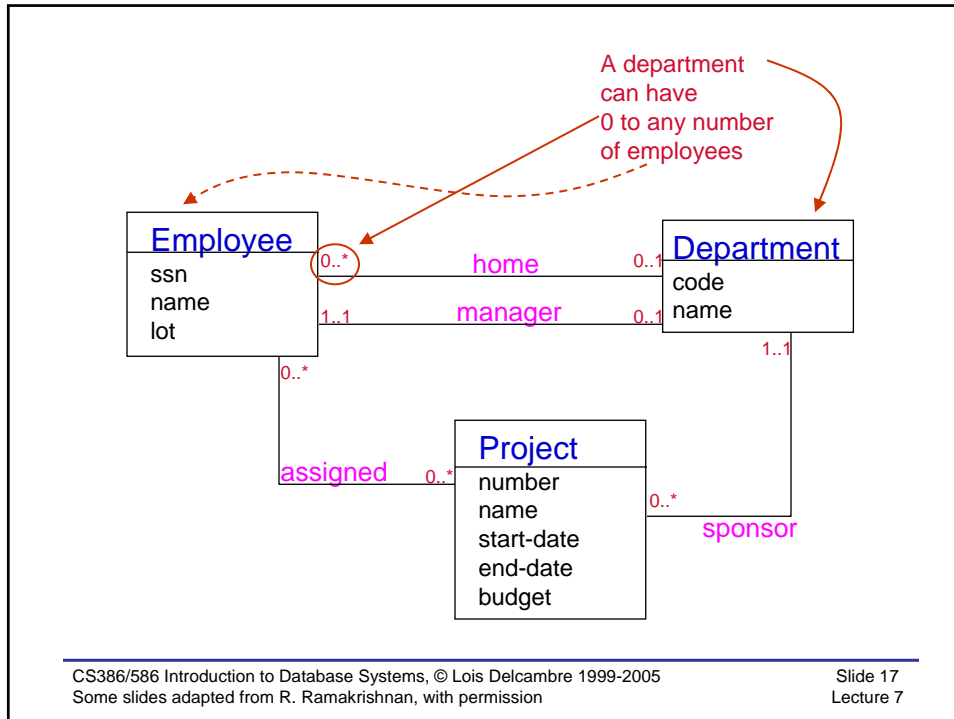 A department
can have
0 to any number
of employees
Employee
ssn
name
lot
0..*
home
0..1
1..1
manager
0..1
Department
code
name
1..1
0..*
assigned
0..*
Project
number
name
start-date
end-date
budget
0..*
sponsor
CS386/586 Introduction to Database Systems, © Lois Delcambre 1999-2005
Some slides adapted from R. Ramakrishnan, with permission
Slide 17
Lecture 7